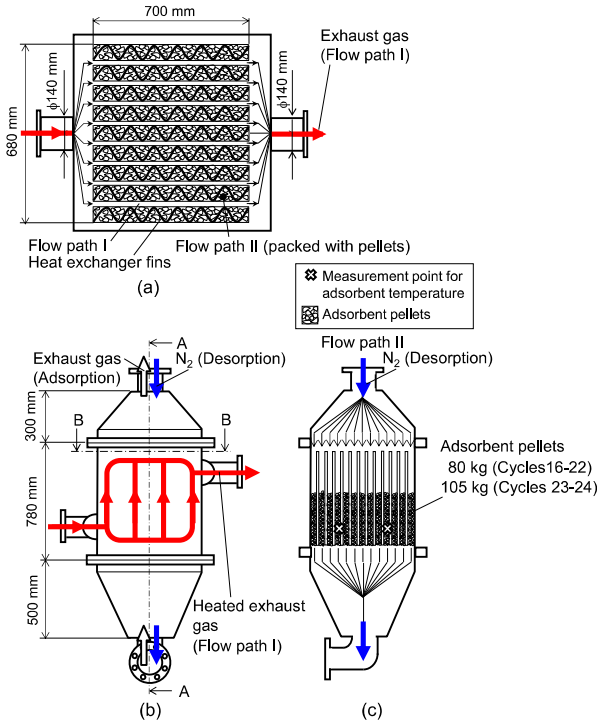 700 mm
Exhaust gas
(Flow path I)
ϕ140 mm
ϕ140 mm
680 mm
Flow path I
Heat exchanger fins
Flow path II (packed with pellets)
(a)
Measurement point for
adsorbent temperature
Adsorbent pellets
A
Exhaust gas
(Adsorption)
N2 (Desorption)
Flow path II
N2 (Desorption)
300 mm
B
B
Adsorbent pellets
80 kg (Cycles16-22)
105 kg (Cycles 23-24)
780 mm
500 mm
Heated exhaust
gas
(Flow path I)
A
(b)
(c)